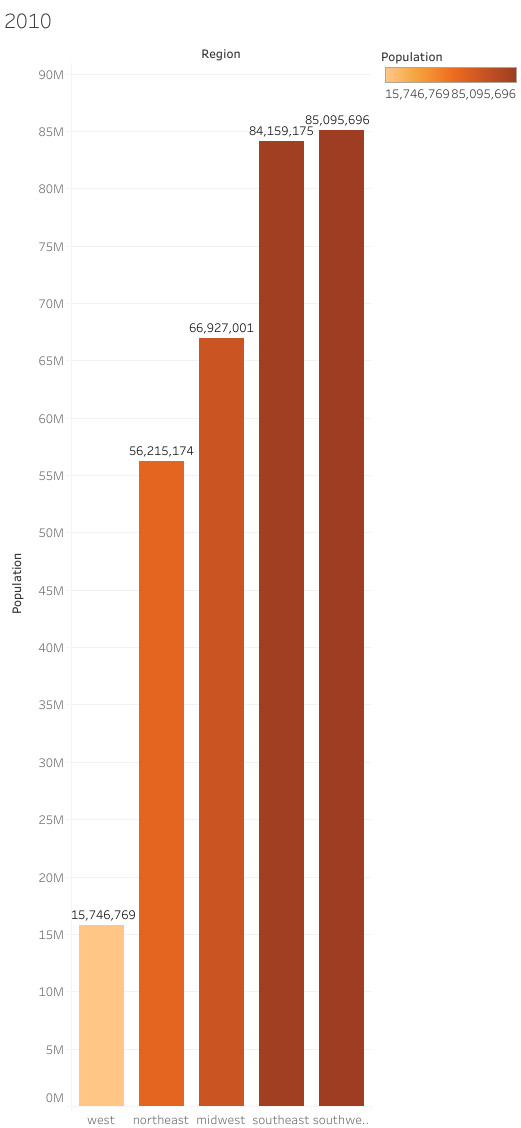 2010
Region
Population
15,746,769 85,095,696
90M
85M
80M
75M
70M
65M
60M
55M
50M
45M
40M
35M
30M
25M
20M
15M
10M
5M
0M
Population
85,095,696
84,159,175
66,927,001
56,215,174
15,746,769
west northeast midwest southeast southwe..